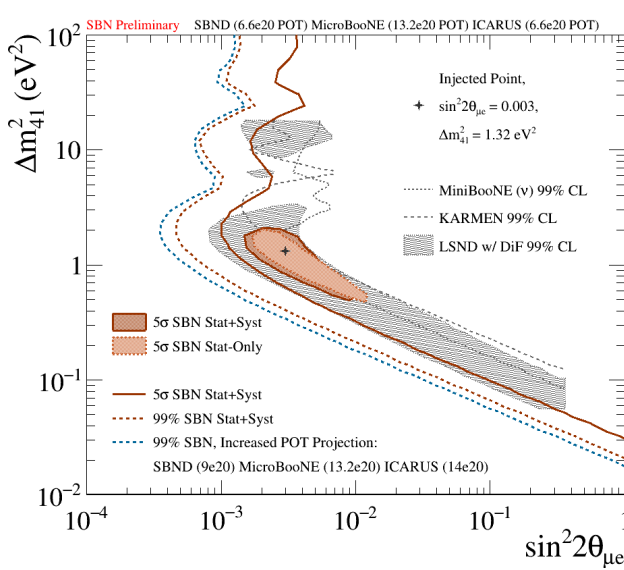 SBN Preliminary SBND (6.6e20 POT) MicroBooNE (13.2e20 POT) ICARUS (6.6e20 POT)
Δm²₄₁ (eV²)
10²
10
1
10⁻¹
10⁻²
Injected Point,
sin²2θμe = 0.003,
Δm²₄₁ = 1.32 eV²
MiniBooNE (ν) 99% CL
KARMEN 99% CL
LSND w/ DiF 99% CL
5σ SBN Stat+Syst
5σ SBN Stat-Only
5σ SBN Stat+Syst
99% SBN Stat+Syst
99% SBN, Increased POT Projection:
SBND (9e20) MicroBooNE (13.2e20) ICARUS (14e20)
10⁻⁴ 10⁻³ 10⁻² 10⁻¹ 1
sin²2θμe